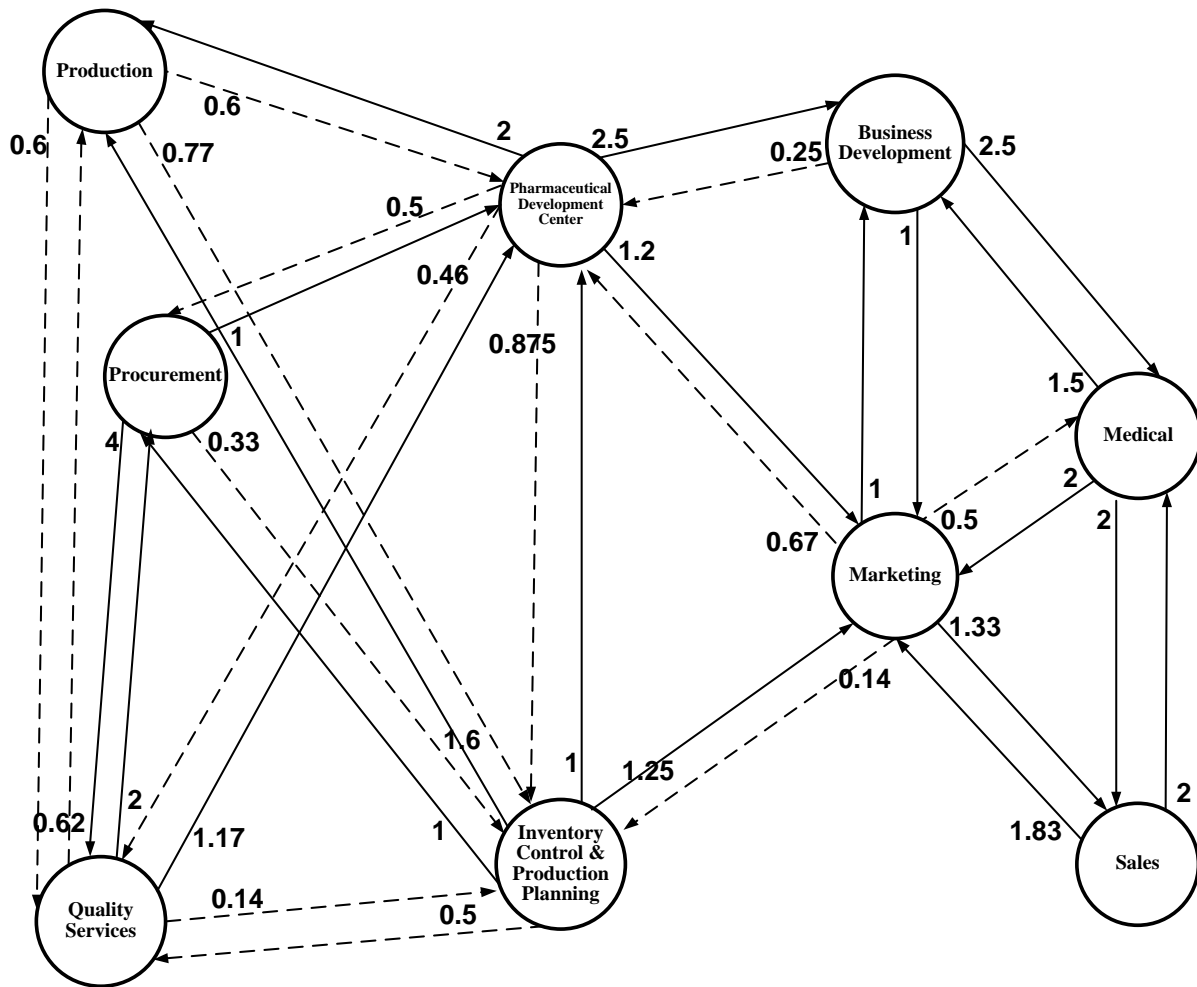 Production
0.6
2
2.5
0.6
0.77
Business
Development
2.5
0.25
Pharmaceutical
Development
Center
0.5
1.2
1
0.46
1
0.875
Procurement
1.5
4
0.33
Medical
1
0.5
2
0.67
2
Marketing
1.33
0.14
1.6
1
1.25
2
2
0.62
1.17
1
1.83
Inventory
Control &
Production
Planning
Sales
0.14
Quality
Services
0.5